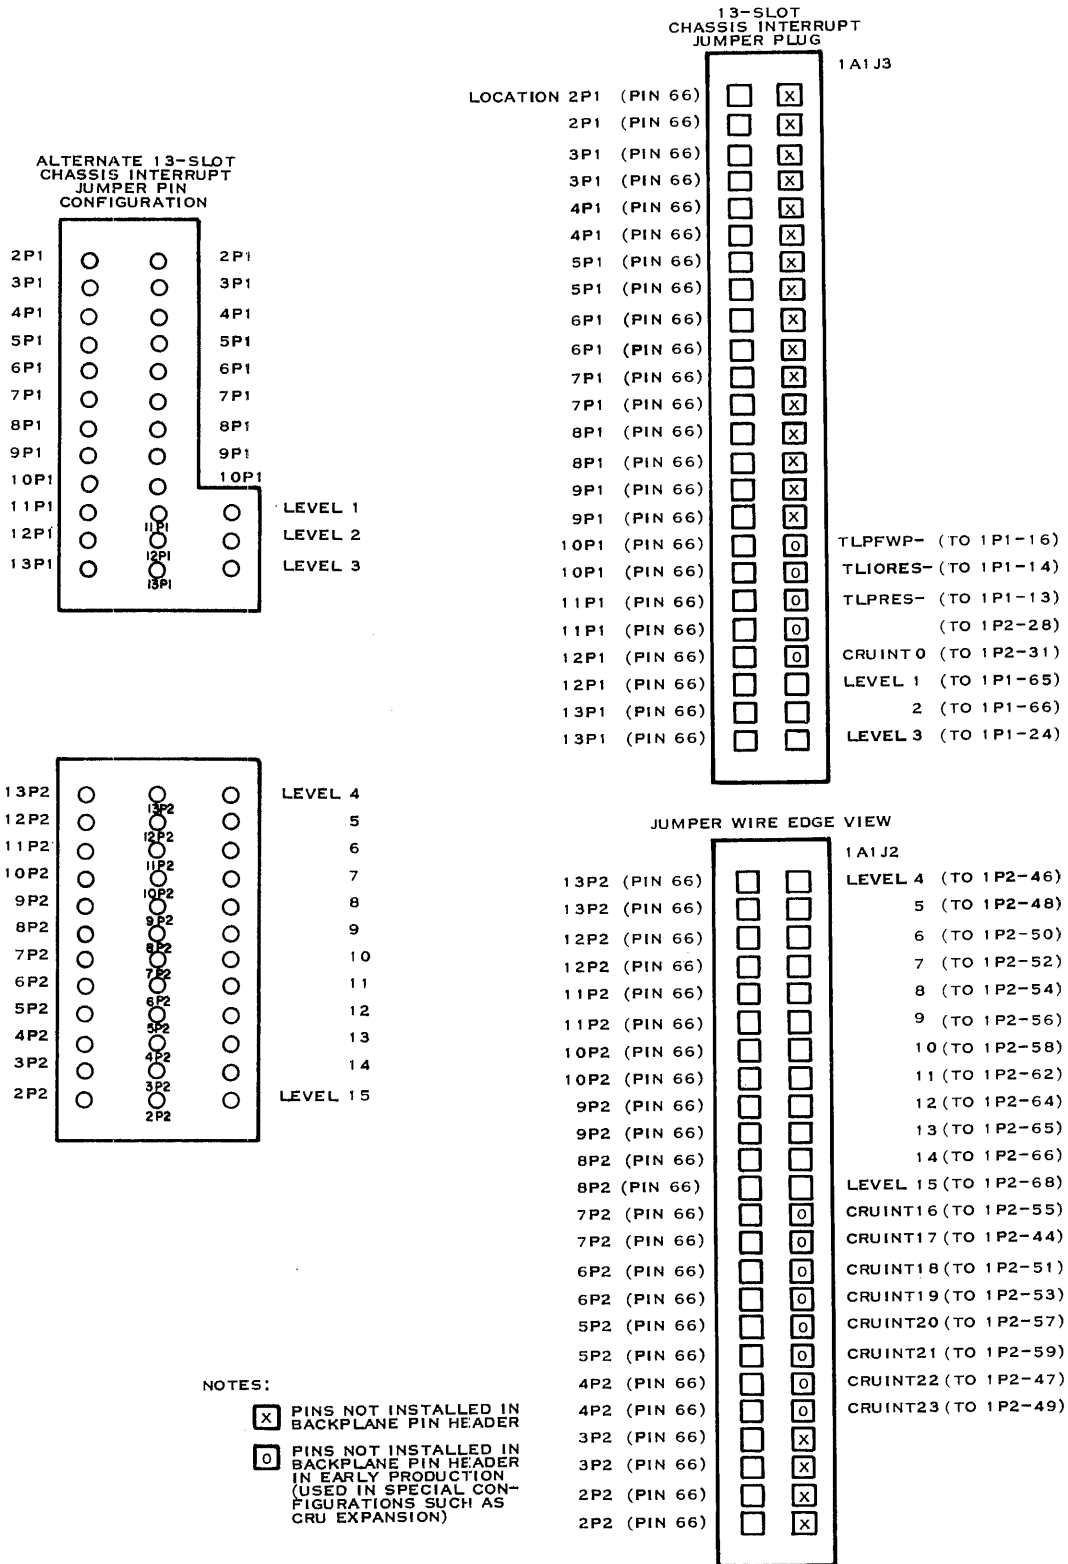 13-SLOT
CHASSIS INTERRUPT
JUMPER PLUG
1A1J3
LOCATION 2P1 (PIN 66) X
2P1 (PIN 66) X
3P1 (PIN 66) X
3P1 (PIN 66) X
4P1 (PIN 66) X
4P1 (PIN 66) X
5P1 (PIN 66) X
5P1 (PIN 66) X
6P1 (PIN 66) X
6P1 (PIN 66) X
7P1 (PIN 66) X
7P1 (PIN 66) X
8P1 (PIN 66) X
8P1 (PIN 66) X
9P1 (PIN 66) X
9P1 (PIN 66) X
10P1 (PIN 66) O TLPFWP- (TO 1P1-16)
10P1 (PIN 66) O TLIORES- (TO 1P1-14)
11P1 (PIN 66) O TLPRES- (TO 1P1-13)
11P1 (PIN 66) O (TO 1P2-28)
12P1 (PIN 66) O CRUINT0 (TO 1P2-31)
12P1 (PIN 66) LEVEL 1 (TO 1P1-65)
13P1 (PIN 66) 2 (TO 1P1-66)
13P1 (PIN 66) LEVEL 3 (TO 1P1-24)
ALTERNATE 13-SLOT
CHASSIS INTERRUPT
JUMPER PIN
CONFIGURATION
2P1 2P1
3P1 3P1
4P1 4P1
5P1 5P1
6P1 6P1
7P1 7P1
8P1 8P1
9P1 9P1
10P1 10P1
11P1 11P1 LEVEL 1
12P1 12P1 LEVEL 2
13P1 13P1 LEVEL 3
13P2 13P2 LEVEL 4
12P2 12P2 5
11P2 11P2 6
10P2 10P2 7
9P2 9P2 8
8P2 8P2 9
7P2 7P2 10
6P2 6P2 11
5P2 5P2 12
4P2 4P2 13
3P2 3P2 14
2P2 2P2 LEVEL 15
JUMPER WIRE EDGE VIEW
1A1J2
13P2 (PIN 66) LEVEL 4 (TO 1P2-46)
13P2 (PIN 66) 5 (TO 1P2-48)
12P2 (PIN 66) 6 (TO 1P2-50)
12P2 (PIN 66) 7 (TO 1P2-52)
11P2 (PIN 66) 8 (TO 1P2-54)
11P2 (PIN 66) 9 (TO 1P2-56)
10P2 (PIN 66) 10 (TO 1P2-58)
10P2 (PIN 66) 11 (TO 1P2-62)
9P2 (PIN 66) 12 (TO 1P2-64)
9P2 (PIN 66) 13 (TO 1P2-65)
8P2 (PIN 66) 14 (TO 1P2-66)
8P2 (PIN 66) LEVEL 15 (TO 1P2-68)
7P2 (PIN 66) O CRUINT16 (TO 1P2-55)
7P2 (PIN 66) O CRUINT17 (TO 1P2-44)
6P2 (PIN 66) O CRUINT18 (TO 1P2-51)
6P2 (PIN 66) O CRUINT19 (TO 1P2-53)
5P2 (PIN 66) O CRUINT20 (TO 1P2-57)
5P2 (PIN 66) O CRUINT21 (TO 1P2-59)
4P2 (PIN 66) O CRUINT22 (TO 1P2-47)
4P2 (PIN 66) O CRUINT23 (TO 1P2-49)
3P2 (PIN 66) X
3P2 (PIN 66) X
2P2 (PIN 66) X
2P2 (PIN 66) X
NOTES:
X PINS NOT INSTALLED IN
BACKPLANE PIN HEADER
O PINS NOT INSTALLED IN
BACKPLANE PIN HEADER
IN EARLY PRODUCTION
(USED IN SPECIAL CON-
FIGURATIONS SUCH AS
CRU EXPANSION)